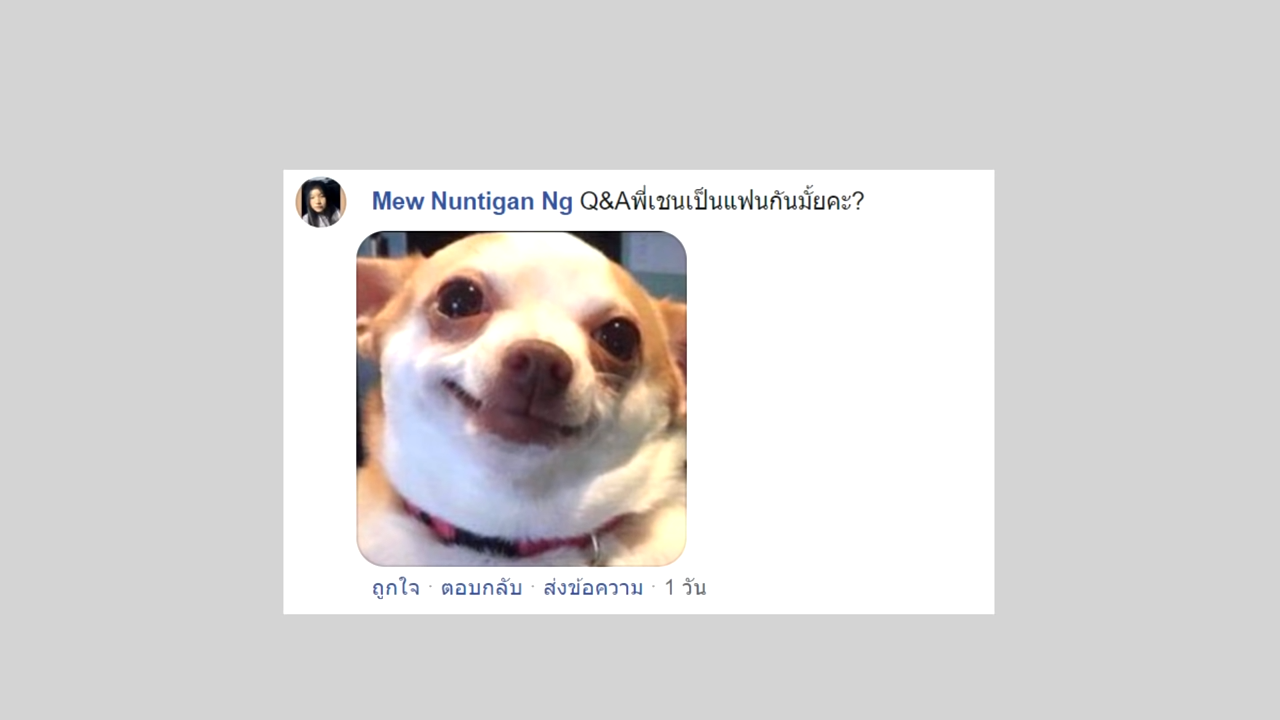 Mew Nuntigan Ng Q&Aพี่เชนเป็นแฟนกันมั้ยคะ?
ถูกใจ · ตอบกลับ · ส่งข้อความ · 1 วัน